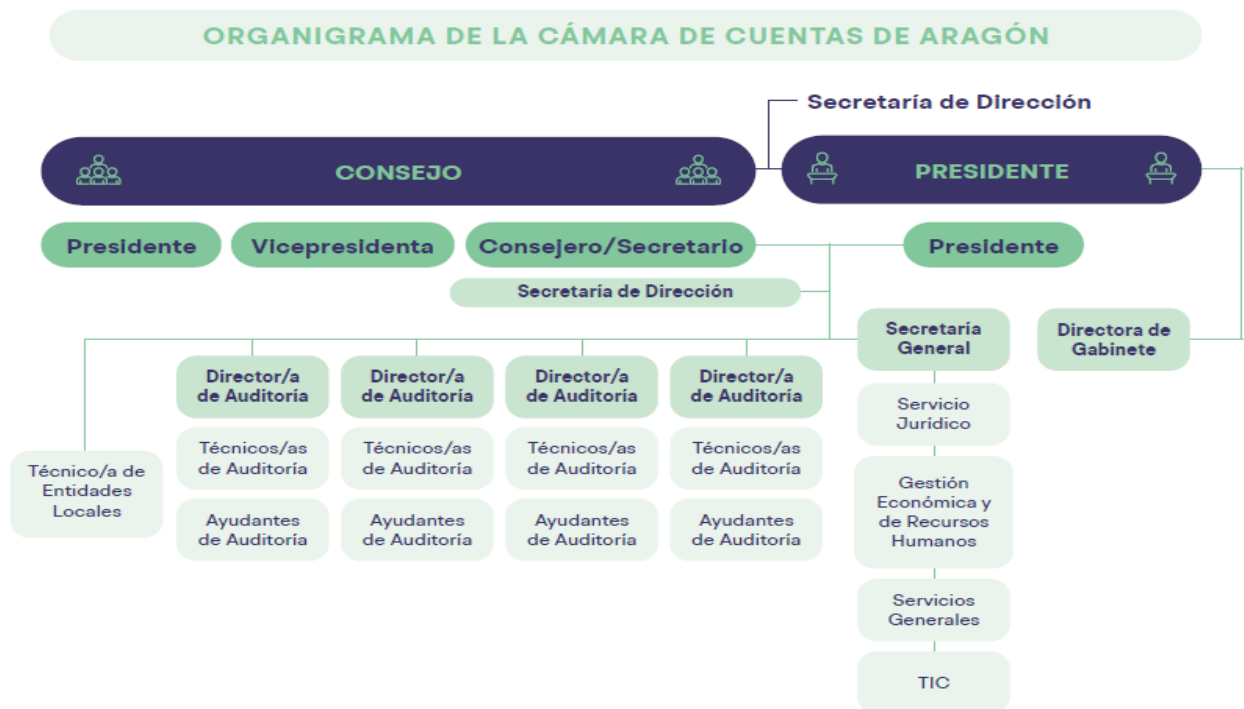 ORGANIGRAMA DE LA CÁMARA DE CUENTAS DE ARAGÓN
Secretaría de Dirección
CONSEJO
PRESIDENTE
Presidente
Vicepresidenta
Consejero/Secretario
Presidente
Secretaría de Dirección
Secretaría
General
Directora de
Gabinete
Director/a
de Auditoría
Director/a
de Auditoría
Director/a
de Auditoría
Director/a
de Auditoría
Servicio
Jurídico
Técnico/a de
Entidades
Locales
Técnicos/as
de Auditoría
Técnicos/as
de Auditoría
Técnicos/as
de Auditoría
Técnicos/as
de Auditoría
Gestión
Económica y
de Recursos
Humanos
Ayudantes
de Auditoría
Ayudantes
de Auditoría
Ayudantes
de Auditoría
Ayudantes
de Auditoría
Servicios
Generales
TIC